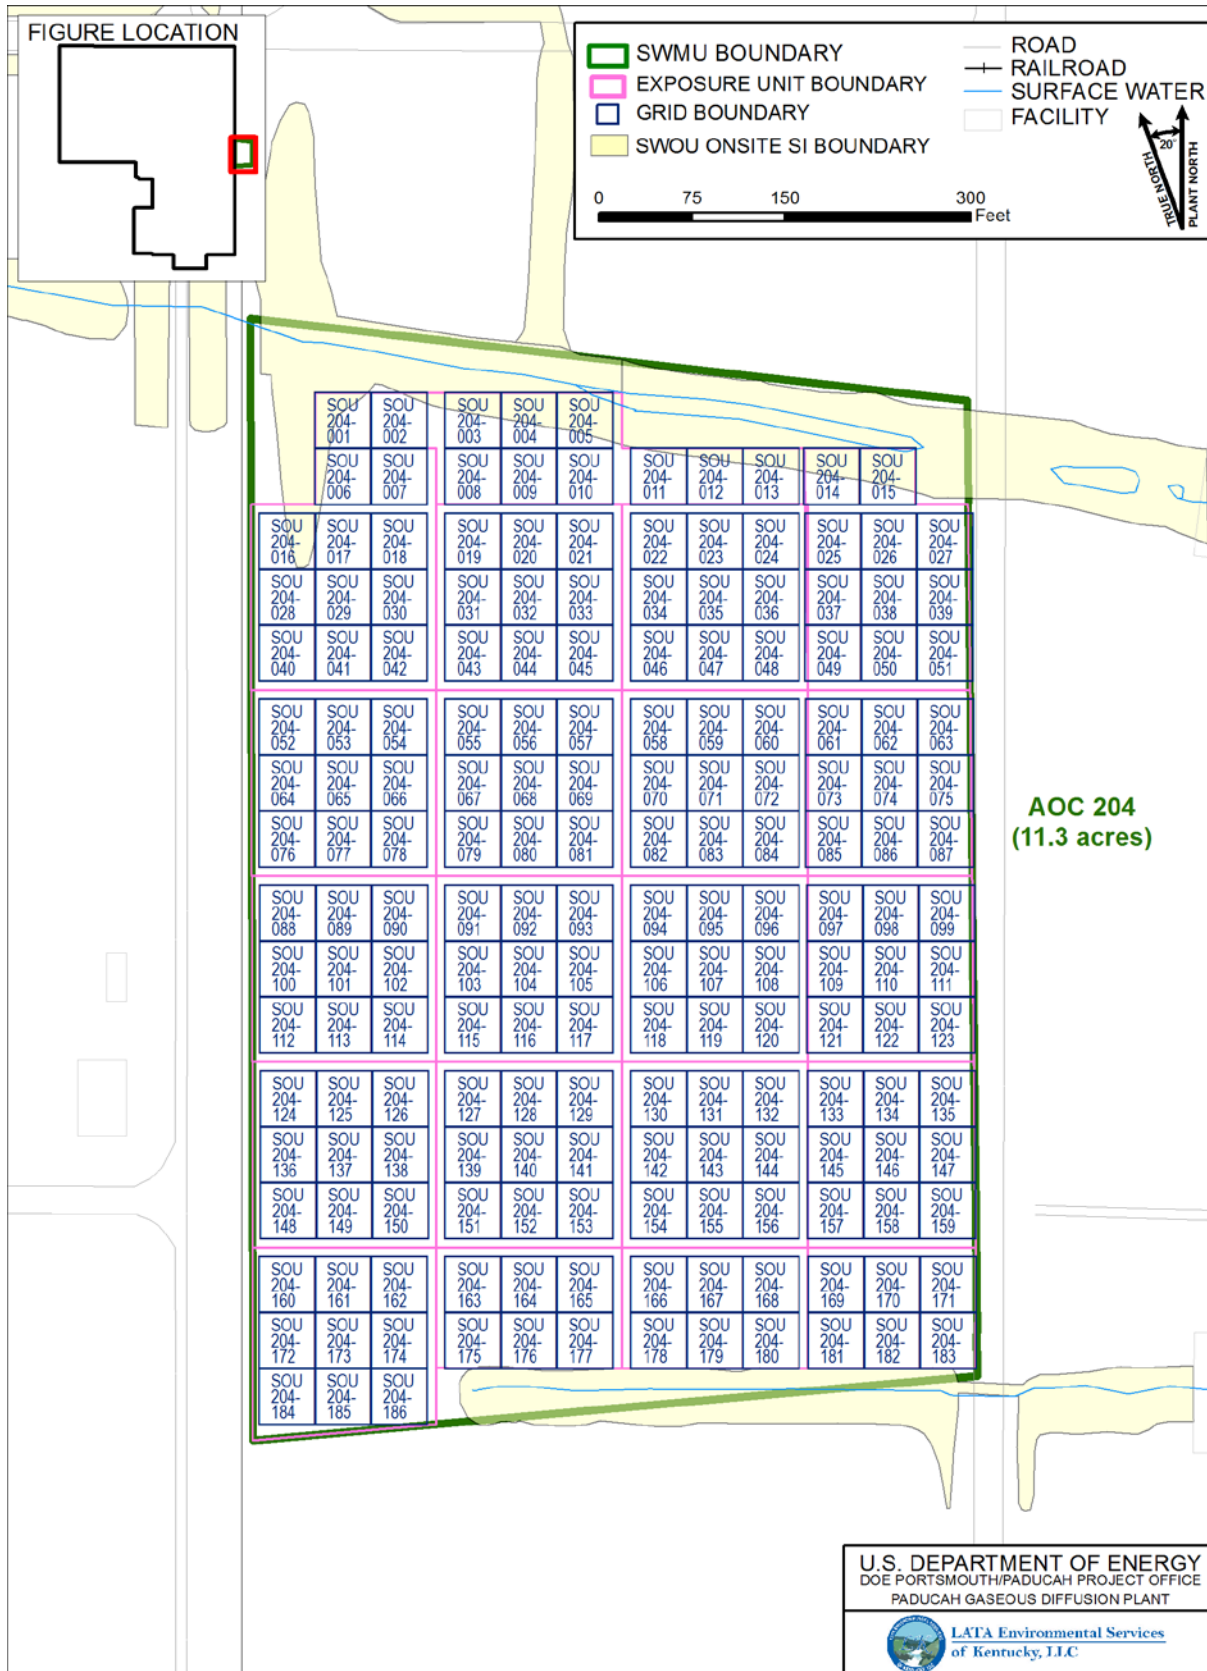 FIGURE LOCATION
SWMU BOUNDARY
EXPOSURE UNIT BOUNDARY
GRID BOUNDARY
SWOU ONSITE SI BOUNDARY
ROAD
RAILROAD
SURFACE WATER
FACILITY
20°
TRUE NORTH
PLANT NORTH
0 75 150 300
Feet
SOU SOU SOU SOU SOU
204- 204- 204- 204- 204-
001 002 003 004 005
SOU SOU SOU SOU SOU SOU SOU SOU SOU SOU
204- 204- 204- 204- 204- 204- 204- 204- 204- 204-
006 007 008 009 010 011 012 013 014 015
SOU SOU SOU SOU SOU SOU SOU SOU SOU SOU SOU SOU
204- 204- 204- 204- 204- 204- 204- 204- 204- 204- 204- 204-
016 017 018 019 020 021 022 023 024 025 026 027
SOU SOU SOU SOU SOU SOU SOU SOU SOU SOU SOU SOU
204- 204- 204- 204- 204- 204- 204- 204- 204- 204- 204- 204-
028 029 030 031 032 033 034 035 036 037 038 039
SOU SOU SOU SOU SOU SOU SOU SOU SOU SOU SOU SOU
204- 204- 204- 204- 204- 204- 204- 204- 204- 204- 204- 204-
040 041 042 043 044 045 046 047 048 049 050 051
SOU SOU SOU SOU SOU SOU SOU SOU SOU SOU SOU SOU
204- 204- 204- 204- 204- 204- 204- 204- 204- 204- 204- 204-
052 053 054 055 056 057 058 059 060 061 062 063
SOU SOU SOU SOU SOU SOU SOU SOU SOU SOU SOU SOU
204- 204- 204- 204- 204- 204- 204- 204- 204- 204- 204- 204-
064 065 066 067 068 069 070 071 072 073 074 075
SOU SOU SOU SOU SOU SOU SOU SOU SOU SOU SOU SOU
204- 204- 204- 204- 204- 204- 204- 204- 204- 204- 204- 204-
076 077 078 079 080 081 082 083 084 085 086 087
AOC 204
(11.3 acres)
SOU SOU SOU SOU SOU SOU SOU SOU SOU SOU SOU SOU
204- 204- 204- 204- 204- 204- 204- 204- 204- 204- 204- 204-
088 089 090 091 092 093 094 095 096 097 098 099
SOU SOU SOU SOU SOU SOU SOU SOU SOU SOU SOU SOU
204- 204- 204- 204- 204- 204- 204- 204- 204- 204- 204- 204-
100 101 102 103 104 105 106 107 108 109 110 111
SOU SOU SOU SOU SOU SOU SOU SOU SOU SOU SOU SOU
204- 204- 204- 204- 204- 204- 204- 204- 204- 204- 204- 204-
112 113 114 115 116 117 118 119 120 121 122 123
SOU SOU SOU SOU SOU SOU SOU SOU SOU SOU SOU SOU
204- 204- 204- 204- 204- 204- 204- 204- 204- 204- 204- 204-
124 125 126 127 128 129 130 131 132 133 134 135
SOU SOU SOU SOU SOU SOU SOU SOU SOU SOU SOU SOU
204- 204- 204- 204- 204- 204- 204- 204- 204- 204- 204- 204-
136 137 138 139 140 141 142 143 144 145 146 147
SOU SOU SOU SOU SOU SOU SOU SOU SOU SOU SOU SOU
204- 204- 204- 204- 204- 204- 204- 204- 204- 204- 204- 204-
148 149 150 151 152 153 154 155 156 157 158 159
SOU SOU SOU SOU SOU SOU SOU SOU SOU SOU SOU SOU
204- 204- 204- 204- 204- 204- 204- 204- 204- 204- 204- 204-
160 161 162 163 164 165 166 167 168 169 170 171
SOU SOU SOU SOU SOU SOU SOU SOU SOU SOU SOU SOU
204- 204- 204- 204- 204- 204- 204- 204- 204- 204- 204- 204-
172 173 174 175 176 177 178 179 180 181 182 183
SOU SOU SOU
204- 204- 204-
184 185 186
U.S. DEPARTMENT OF ENERGY
DOE PORTSMOUTH/PADUCAH PROJECT OFFICE
PADUCAH GASEOUS DIFFUSION PLANT
LATA Environmental Services
of Kentucky, LLC